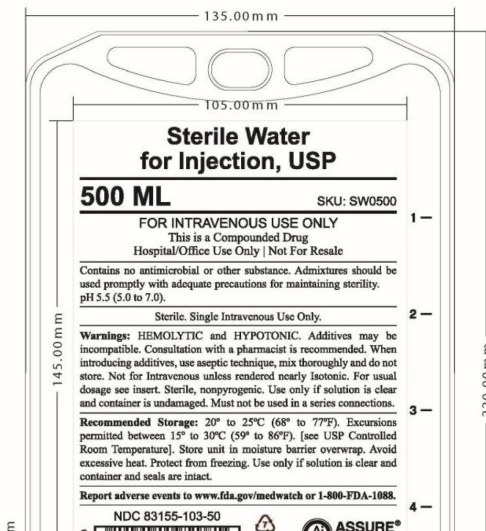 135.00mm
105.00mm
Sterile Water
for Injection, USP
500 ML
SKU: SW0500
FOR INTRAVENOUS USE ONLY
This is a Compounded Drug
Hospital/Office Use Only | Not For Resale
Contains no antimicrobial or other substance. Admixtures should be
used promptly with adequate precautions for maintaining sterility.
pH 5.5 (5.0 to 7.0).
Sterile. Single Intravenous Use Only.
Warnings: HEMOLYTIC and HYPOTONIC. Additives may be
incompatible. Consultation with a pharmacist is recommended. When
introducing additives, use aseptic technique, mix thoroughly and do not
store. Not for Intravenous unless rendered nearly Isotonic. For usual
dosage see insert. Sterile, nonpyrogenic. Use only if solution is clear
and container is undamaged. Must not be used in a series connections.
Recommended Storage: 20° to 25°C (68° to 77°F). Excursions
permitted between 15° to 30°C (59° to 86°F). [see USP Controlled
Room Temperature]. Store unit in moisture barrier overwrap. Avoid
excessive heat. Protect from freezing. Use only if solution is clear and
container and seals are intact.
Report adverse events to www.fda.gov/medwatch or 1-800-FDA-1088.
NDC 83155-103-50
7
ASSURE®
1
2
3
4
145.00mm